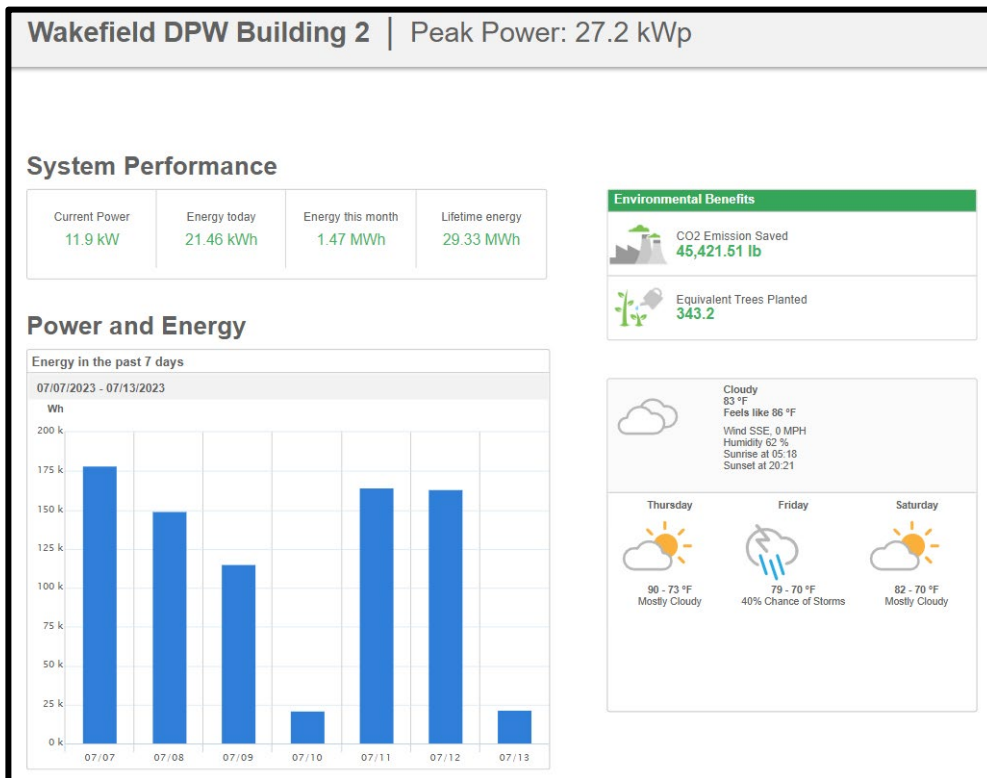 Wakefield DPW Building 2 | Peak Power: 27.2 kWp
System Performance
Current Power
11.9 kW
Energy today
21.46 kWh
Energy this month
1.47 MWh
Lifetime energy
29.33 MWh
Environmental Benefits
CO2 Emission Saved
45,421.51 lb
Equivalent Trees Planted
343.2
Power and Energy
Energy in the past 7 days
07/07/2023 - 07/13/2023
Wh
200 k
175 k
150 k
125 k
100 k
75 k
50 k
25 k
0 k
07/07 07/08 07/09 07/10 07/11 07/12 07/13
Cloudy
83 °F
Feels like 86 °F
Wind SSE, 0 MPH
Humidity 62 %
Sunrise at 05:18
Sunset at 20:21
Thursday
90 - 73 °F
Mostly Cloudy
Friday
79 - 70 °F
40% Chance of Storms
Saturday
82 - 70 °F
Mostly Cloudy